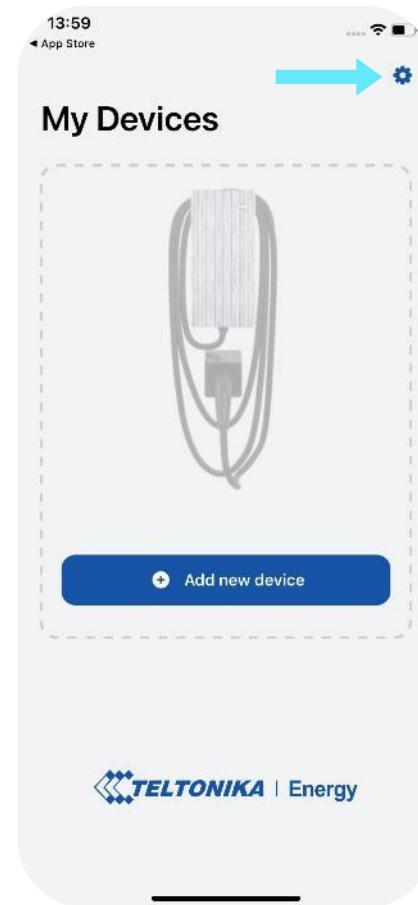 13:59
◀ App Store
My Devices
Add new device
TELTONIKA | Energy